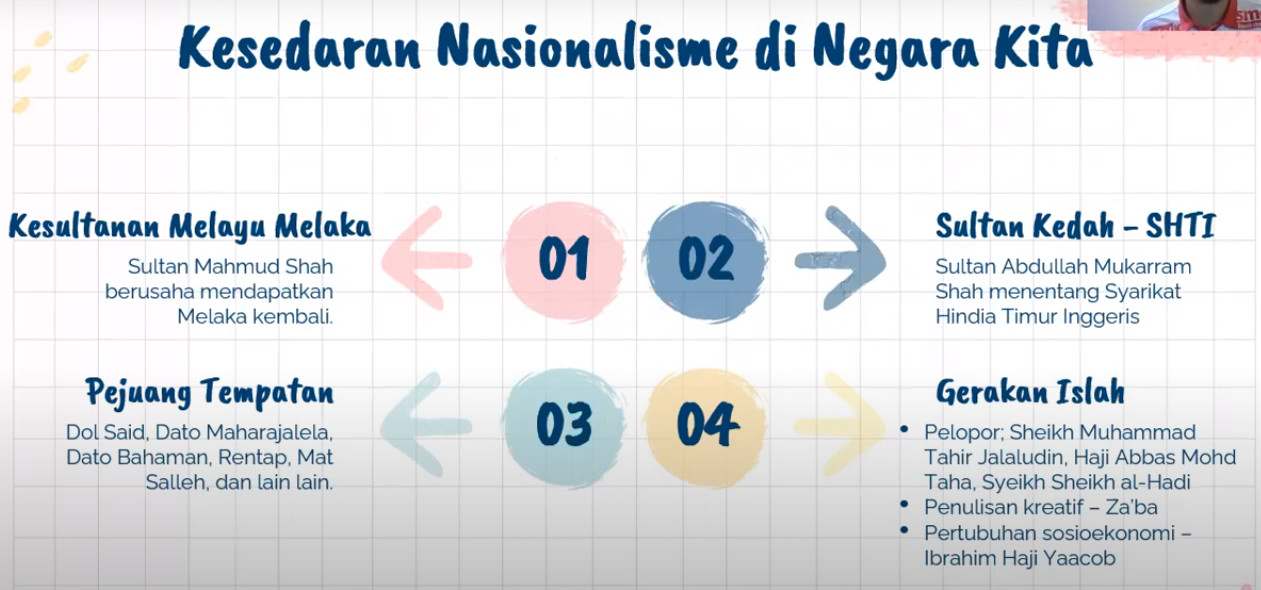 Kesedaran Nasionalisme di Negara Kita
Kesultanan Melayu Melaka
Sultan Mahmud Shah
berusaha mendapatkan
Melaka kembali.
01
02
Sultan Kedah – SHTI
Sultan Abdullah Mukarram
Shah menentang Syarikat
Hindia Timur Inggeris
Pejuang Tempatan
Dol Said, Dato Maharajalela,
Dato Bahaman, Rentap, Mat
Salleh, dan lain lain.
03
04
Gerakan Islah
• Pelopor; Sheikh Muhammad
Tahir Jalaludin, Haji Abbas Mohd
Taha, Syeikh Sheikh al-Hadi
• Penulisan kreatif – Za'ba
• Pertubuhan sosioekonomi –
Ibrahim Haji Yaacob